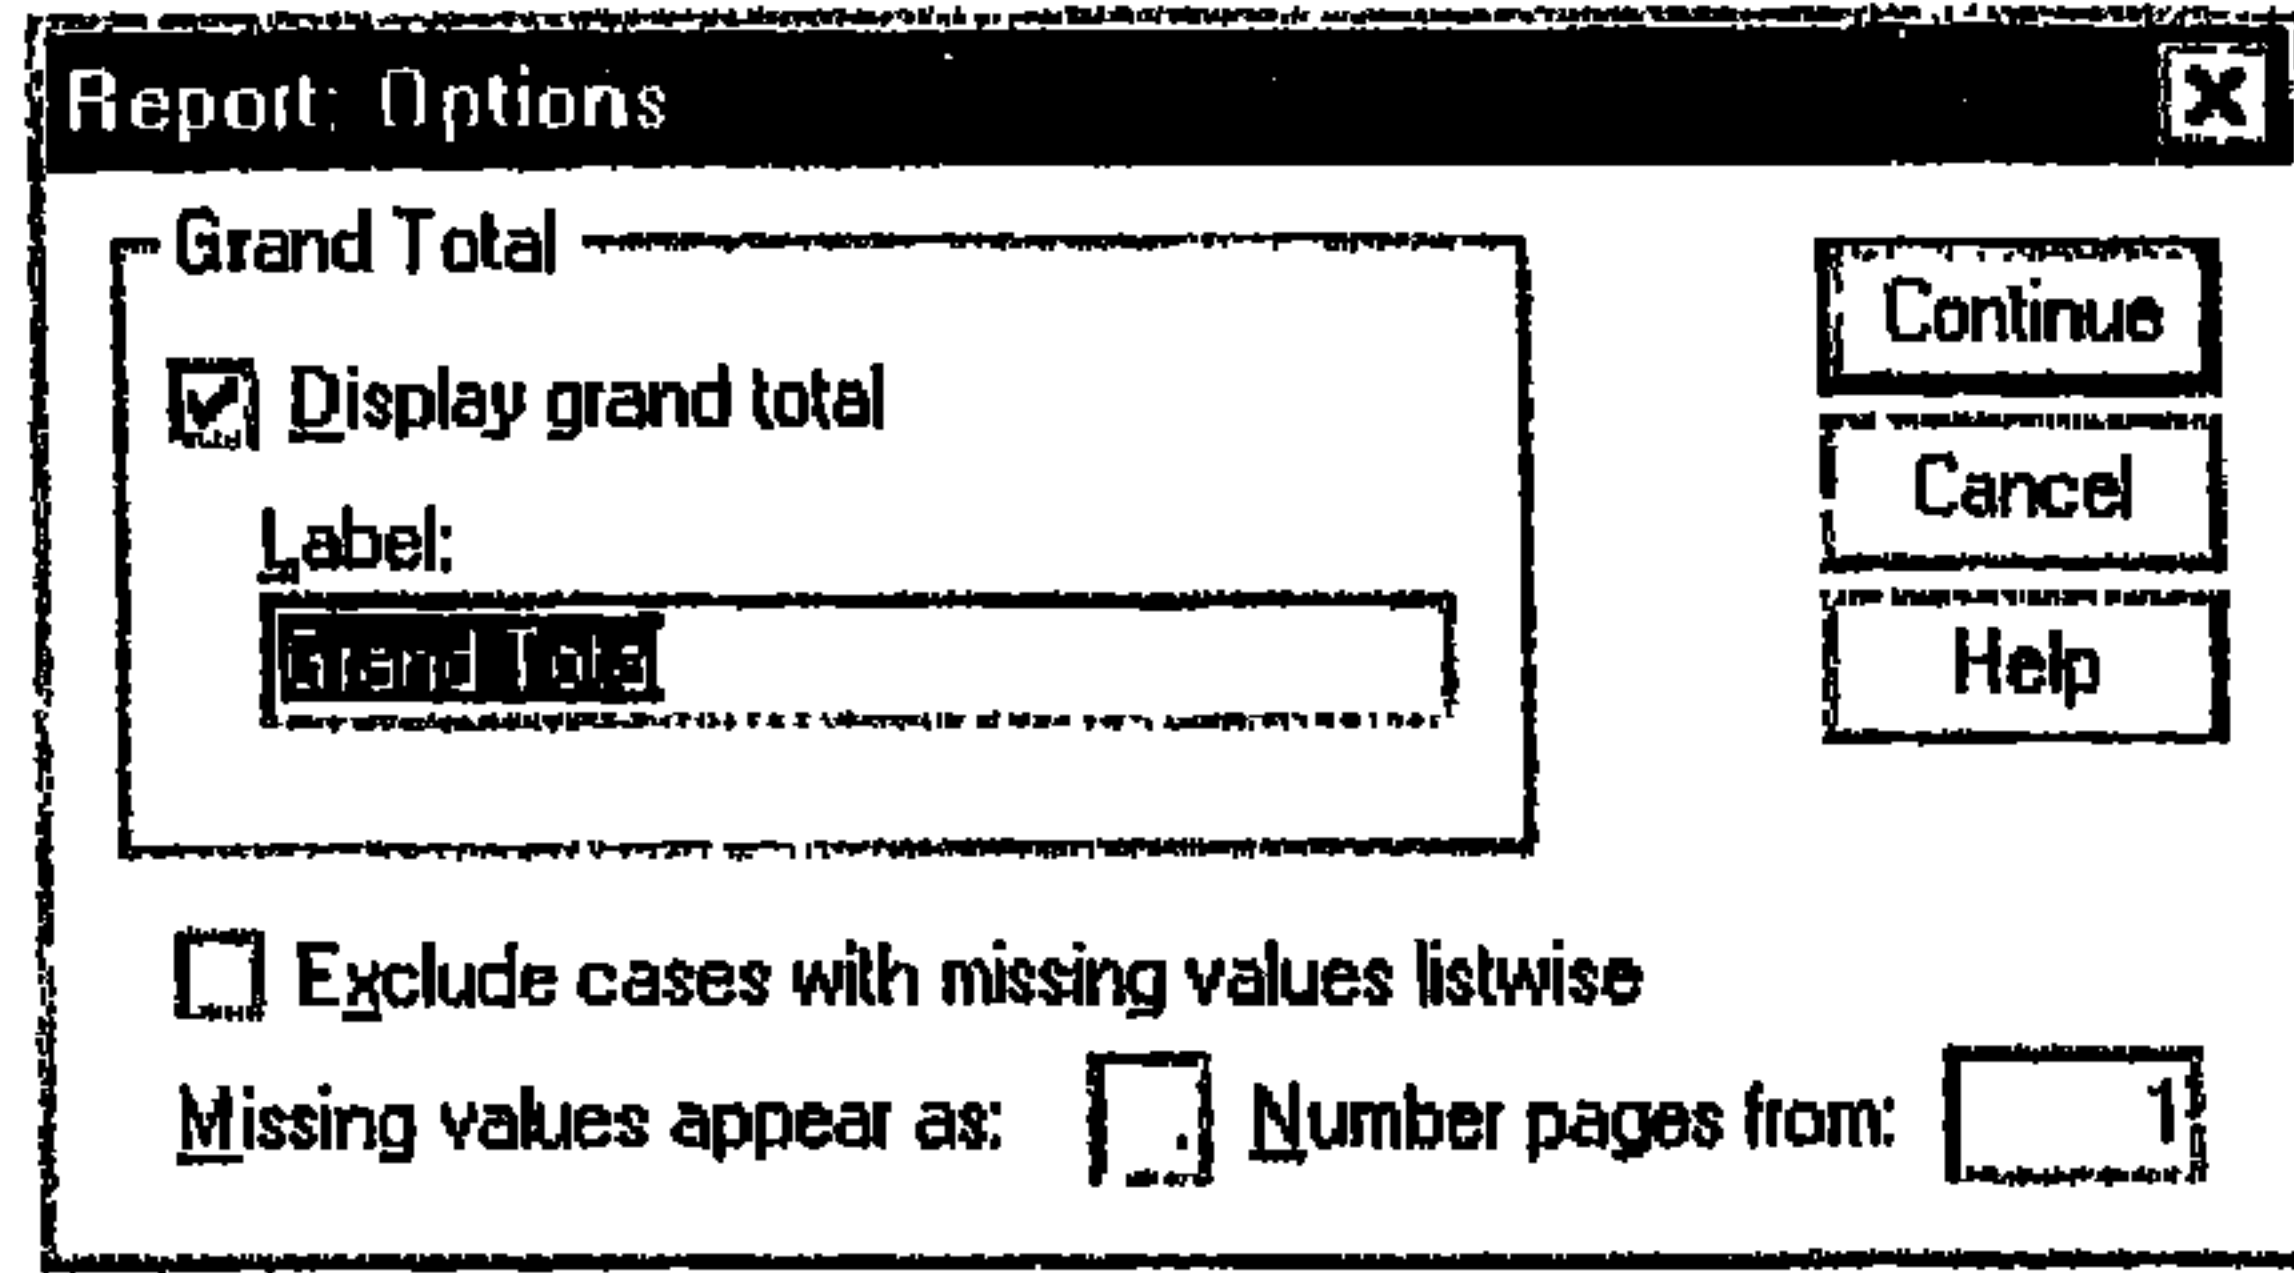 Report: Options
Grand Total
Display grand total
Label:
Grand Total
Continue
Cancel
Help
Exclude cases with missing values listwise
Missing values appear as: . Number pages from: 1